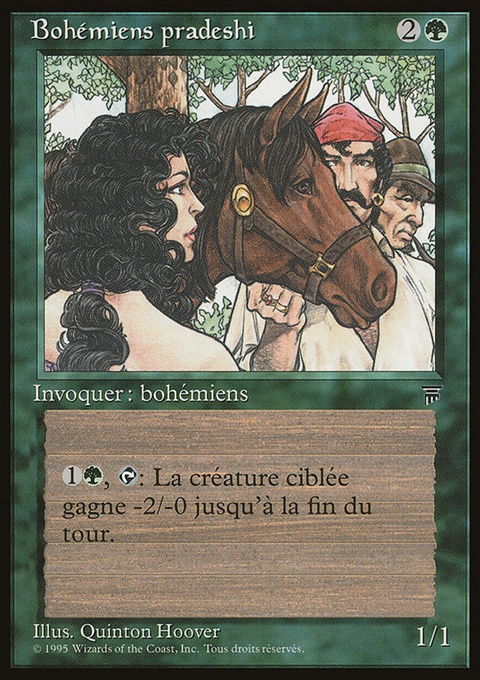 Bohémiens pradeshi 2
Invoquer : bohémiens
1, : La créature ciblée
gagne -2/-0 jusqu'à la fin du
tour.
Illus. Quinton Hoover
1/1
© 1995 Wizards of the Coast, Inc. Tous droits réservés.